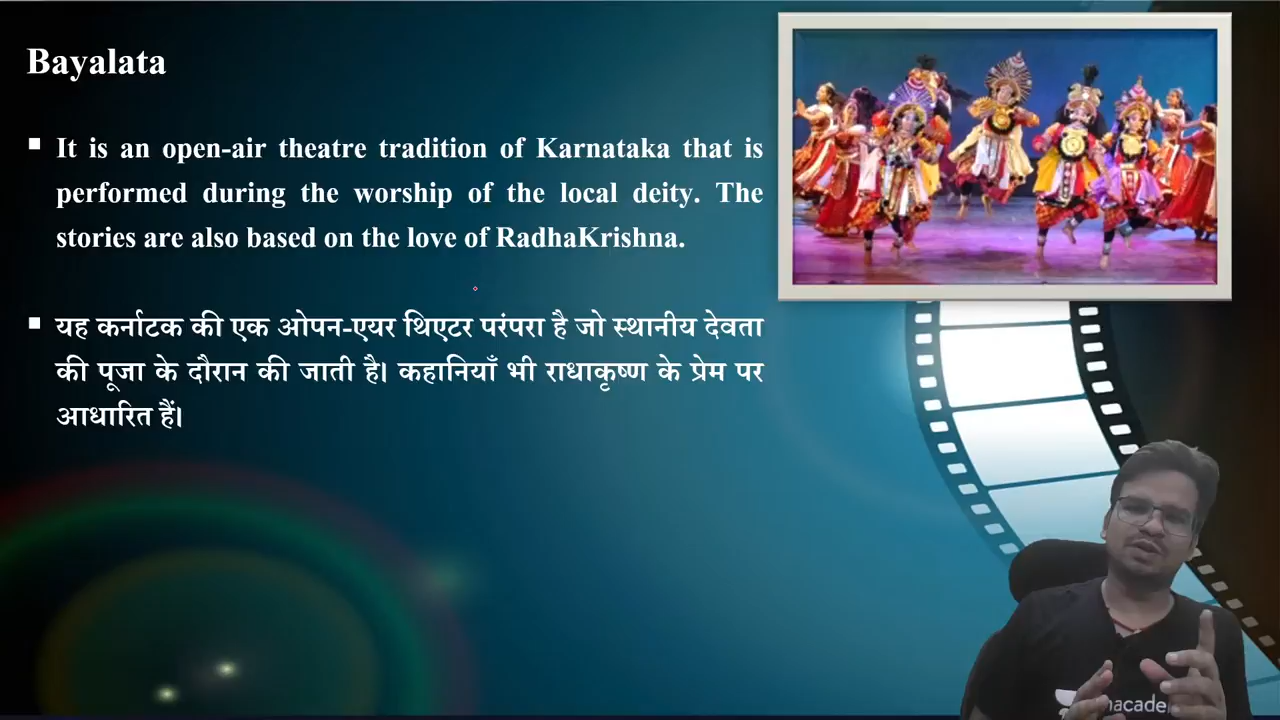 Bayalata
It is an open-air theatre tradition of Karnataka that is
performed during the worship of the local deity. The
stories are also based on the love of RadhaKrishna.
यह कर्नाटक की एक ओपन-एयर थिएटर परंपरा है जो स्थानीय देवता
की पूजा के दौरान की जाती है। कहानियाँ भी राधाकृष्ण के प्रेम पर
आधारित हैं।